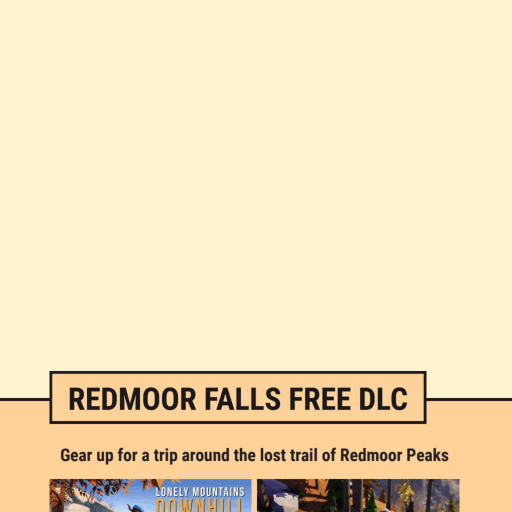 REDMOOR FALLS FREE DLC
Gear up for a trip around the lost trail of Redmoor Peaks
LONELY MOUNTAINS
DOWNHILL